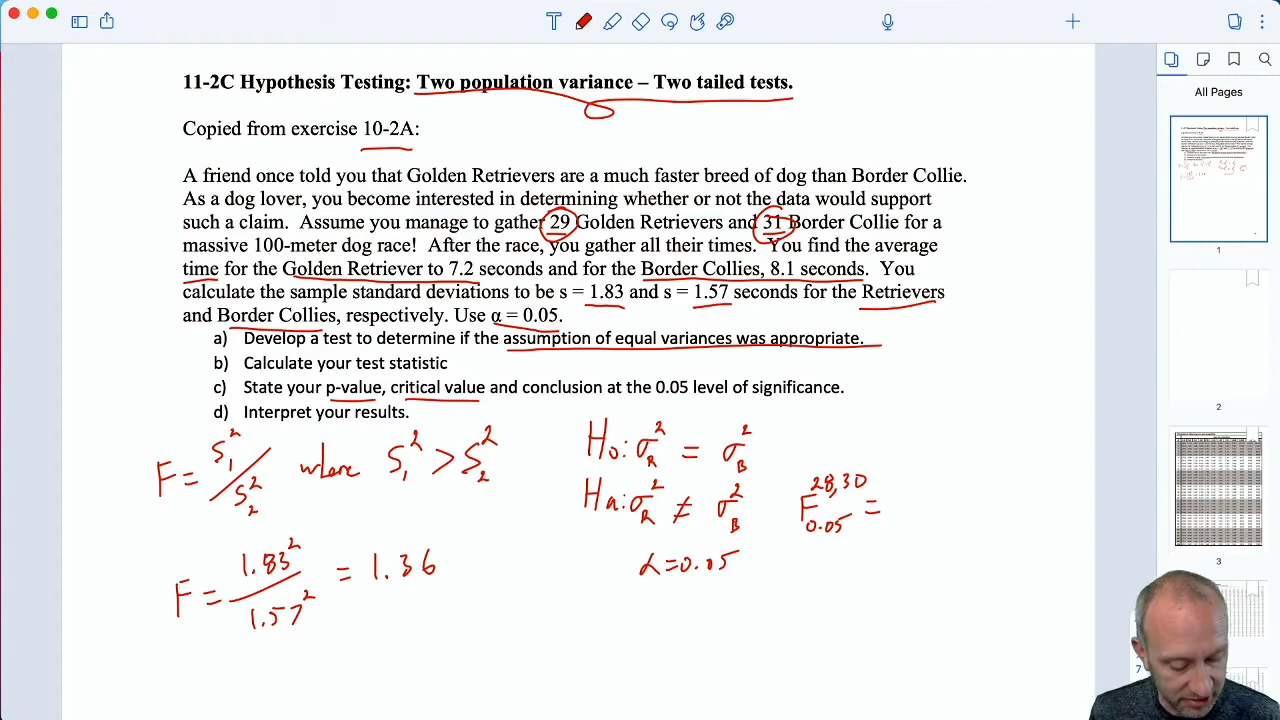 11-2C Hypothesis Testing: Two population variance – Two tailed tests.
Copied from exercise 10-2A:
A friend once told you that Golden Retrievers are a much faster breed of dog than Border Collie.
As a dog lover, you become interested in determining whether or not the data would support
such a claim. Assume you manage to gather 29 Golden Retrievers and 31 Border Collie for a
massive 100-meter dog race! After the race, you gather all their times. You find the average
time for the Golden Retriever to 7.2 seconds and for the Border Collies, 8.1 seconds. You
calculate the sample standard deviations to be s = 1.83 and s = 1.57 seconds for the Retrievers
and Border Collies, respectively. Use α = 0.05.
a) Develop a test to determine if the assumption of equal variances was appropriate.
b) Calculate your test statistic
c) State your p-value, critical value and conclusion at the 0.05 level of significance.
d) Interpret your results.
F = S₁²/S₂² where S₁² > S₂²
F = 1.83²/1.57² = 1.36
H₀: σ_R² = σ_B²
Ha: σ_R² ≠ σ_B²
α = 0.05
F_0.05^28,30 =
All Pages
1
2
3
7